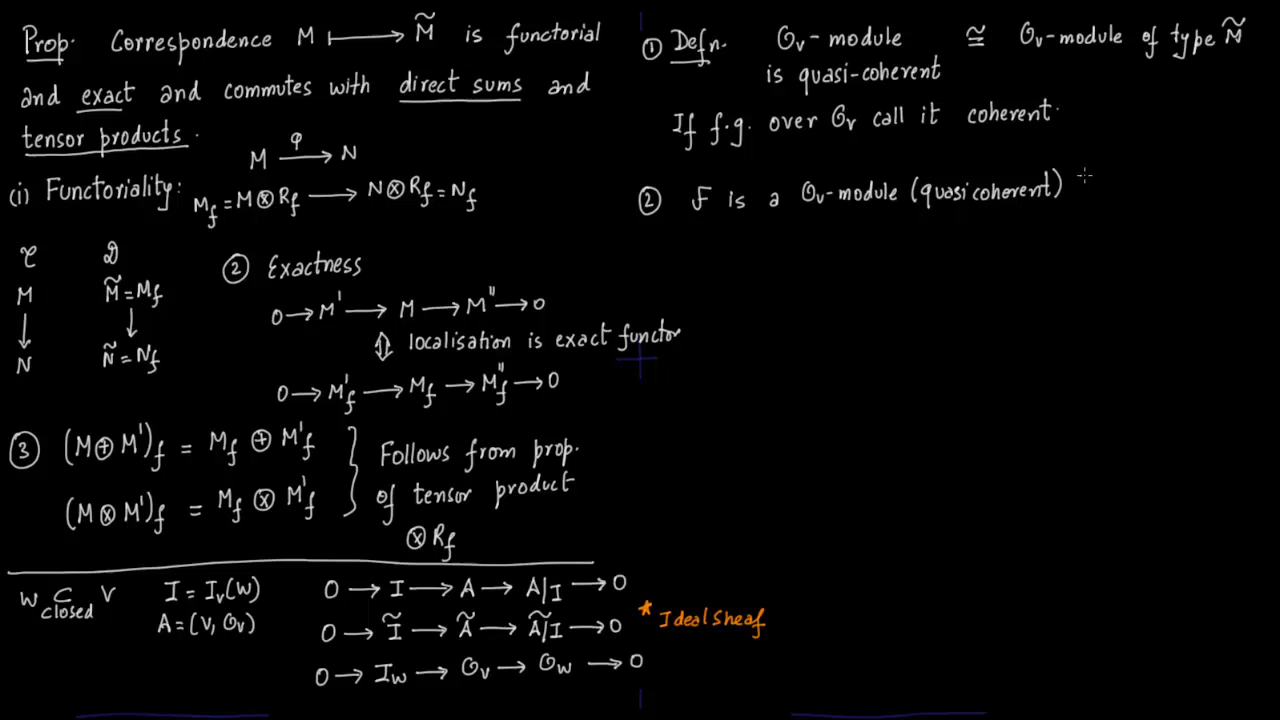 Prop. Correspondence M ⟼ M̃ is functorial
and exact and commutes with direct sums and
tensor products.
M —φ→ N
(i) Functoriality: M_f = M ⊗ R_f → N ⊗ R_f = N_f
𝒞 𝒟
M M̃ = M_f
↓ ↓
N Ñ = N_f
② Exactness
0 → M' → M → M'' → 0
⇕ localisation is exact functor
0 → M'_f → M_f → M''_f → 0
③ (M ⊕ M')_f = M_f ⊕ M'_f
(M ⊗ M')_f = M_f ⊗ M'_f
} Follows from prop.
of tensor product
⊗ R_f
W ⊂ V
closed
I = I_V(W)
A = (V, O_V)
0 → I → A → A/I → 0
0 → Ĩ → Ã → Ã/I → 0
0 → I_W → O_V → O_W → 0
* Ideal Sheaf
① Defn. O_V-module ≅ O_V-module of type M̃
is quasi-coherent
If f.g. over O_V call it coherent.
② F is a O_V-module (quasicoherent)